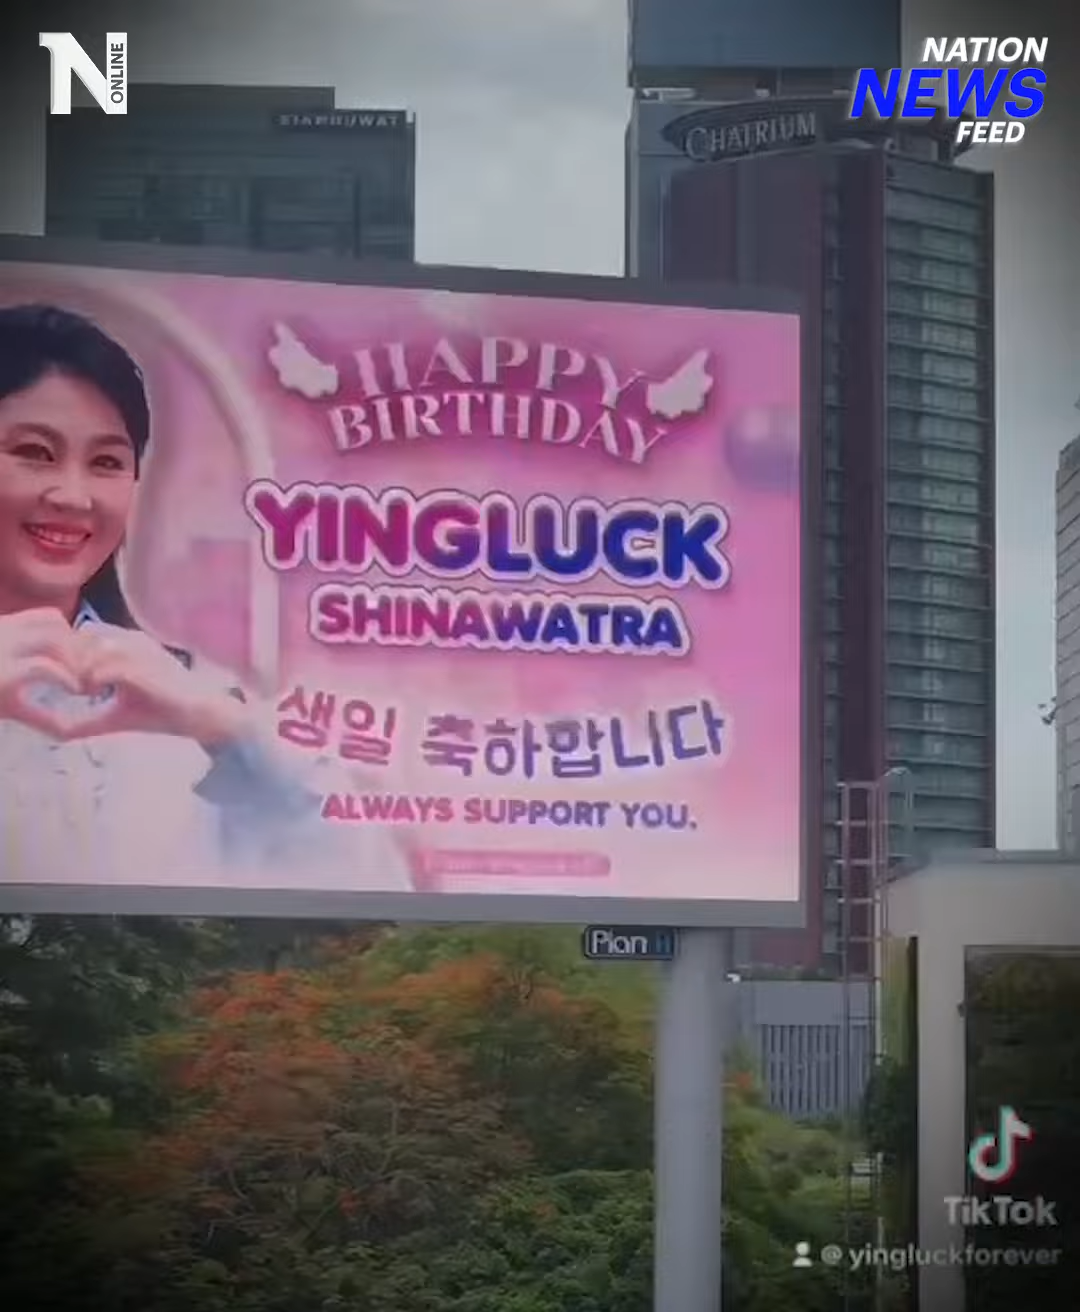 N ONLINE
NATION
NEWS
FEED
CHATRIUM
HAPPY
BIRTHDAY
YINGLUCK
SHINAWATRA
생일 축하합니다
ALWAYS SUPPORT YOU.
Plan
TikTok
@yingluckforever